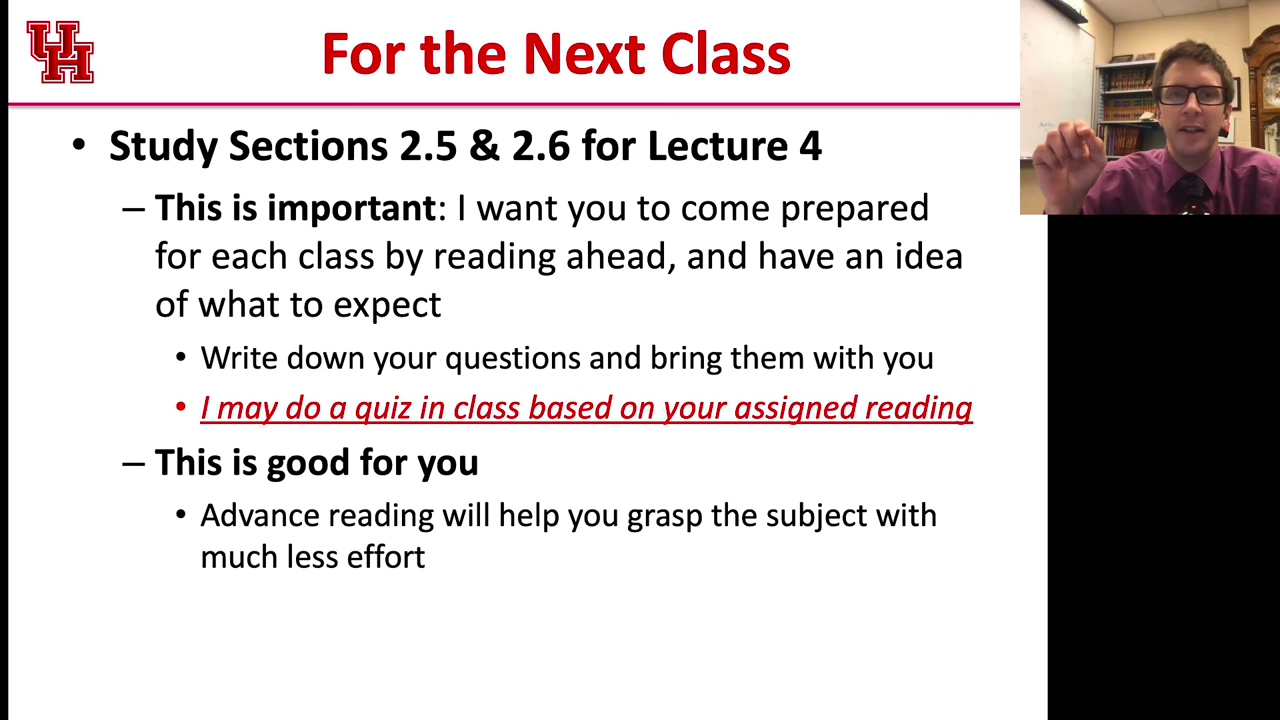 UH
For the Next Class
• Study Sections 2.5 & 2.6 for Lecture 4
– This is important: I want you to come prepared
for each class by reading ahead, and have an idea
of what to expect
• Write down your questions and bring them with you
• I may do a quiz in class based on your assigned reading
– This is good for you
• Advance reading will help you grasp the subject with
much less effort